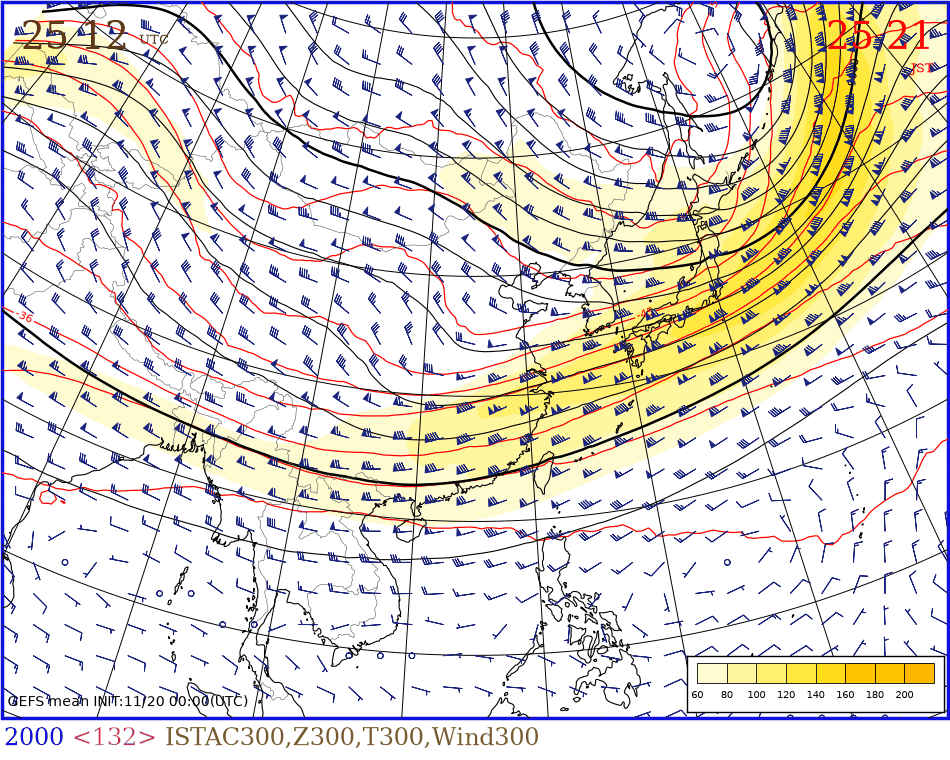 25 12 UTC
25 21
JST
-36
60 80 100 120 140 160 180 200
GEFS mean INIT:11/20 00:00(UTC)
2000 <132> ISTAC300,Z300,T300,Wind300